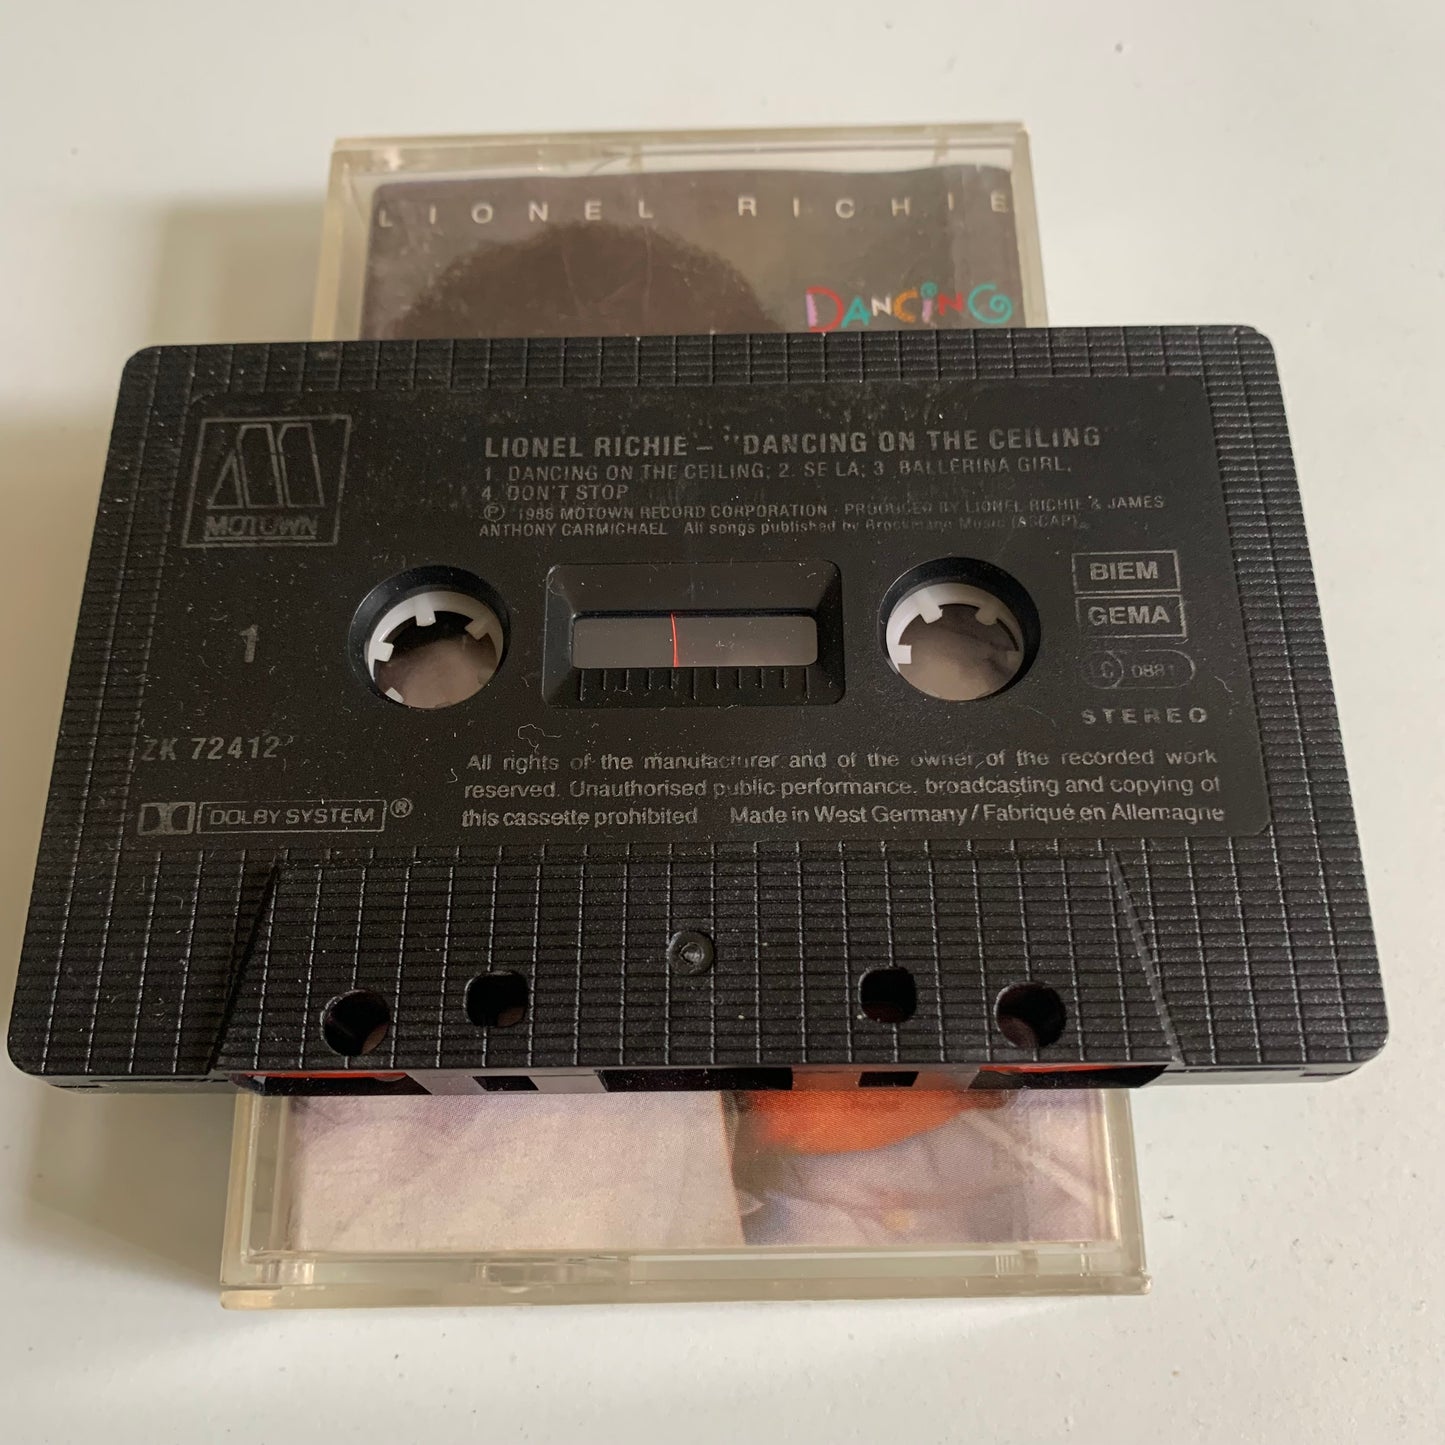 LIONEL RICHIE
DANCING
LIONEL RICHIE – "DANCING ON THE CEILING"
1. DANCING ON THE CEILING; 2. SE LA; 3. BALLERINA GIRL,
4. DON'T STOP
Ⓟ 1986 MOTOWN RECORD CORPORATION · PRODUCED BY LIONEL RICHIE & JAMES
ANTHONY CARMICHAEL All songs published by Brockman Music (ASCAP).
MOTOWN
1
BIEM
GEMA
LC 0881
STEREO
ZK 72412
DOLBY SYSTEM ®
All rights of the manufacturer and of the owner of the recorded work
reserved. Unauthorised public performance. broadcasting and copying of
this cassette prohibited Made in West Germany / Fabriqué en Allemagne